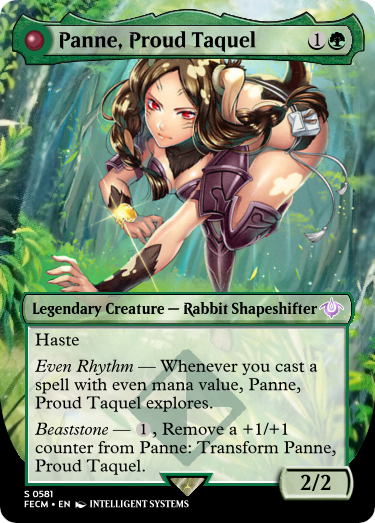 Panne, Proud Taquel 1
Legendary Creature — Rabbit Shapeshifter
Haste
Even Rhythm — Whenever you cast a
spell with even mana value, Panne,
Proud Taquel explores.
Beaststone — 1 , Remove a +1/+1
counter from Panne: Transform Panne,
Proud Taquel.
2/2
S 0581
FECM • EN INTELLIGENT SYSTEMS